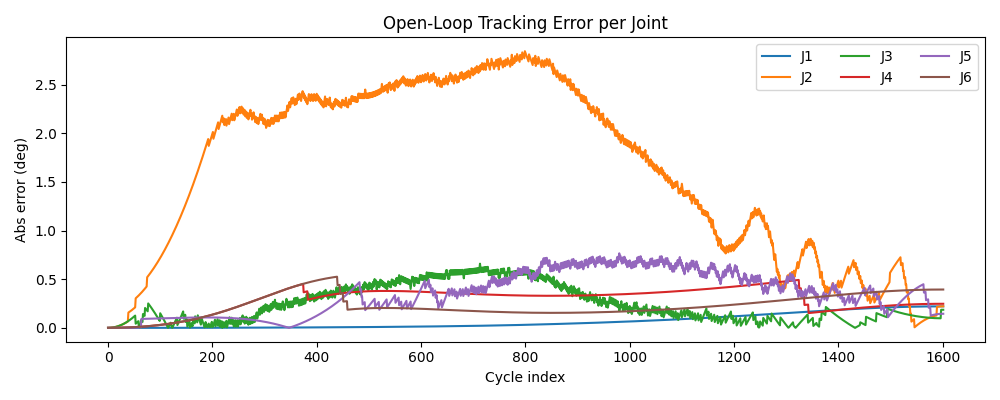 Open-Loop Tracking Error per Joint
J1 J3 J5
J2 J4 J6
Abs error (deg)
2.5
2.0
1.5
1.0
0.5
0.0
0 200 400 600 800 1000 1200 1400 1600
Cycle index